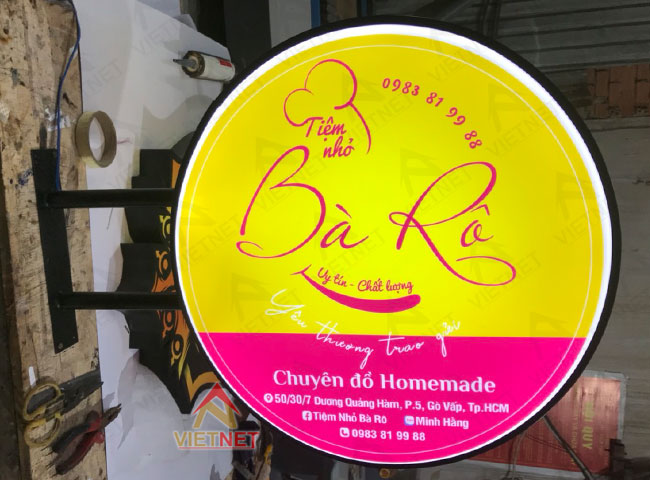 0983 81 99 88
Tiệm
nhỏ
Bà Rô
Uy tín - Chất lượng
Yêu thương trao gửi
Chuyên đồ Homemade
50/30/7 Dương Quảng Hàm, P.5, Gò Vấp, Tp.HCM
Tiệm Nhỏ Bà Rô Minh Hằng
0983 81 99 88
VIETNET
QUÝ